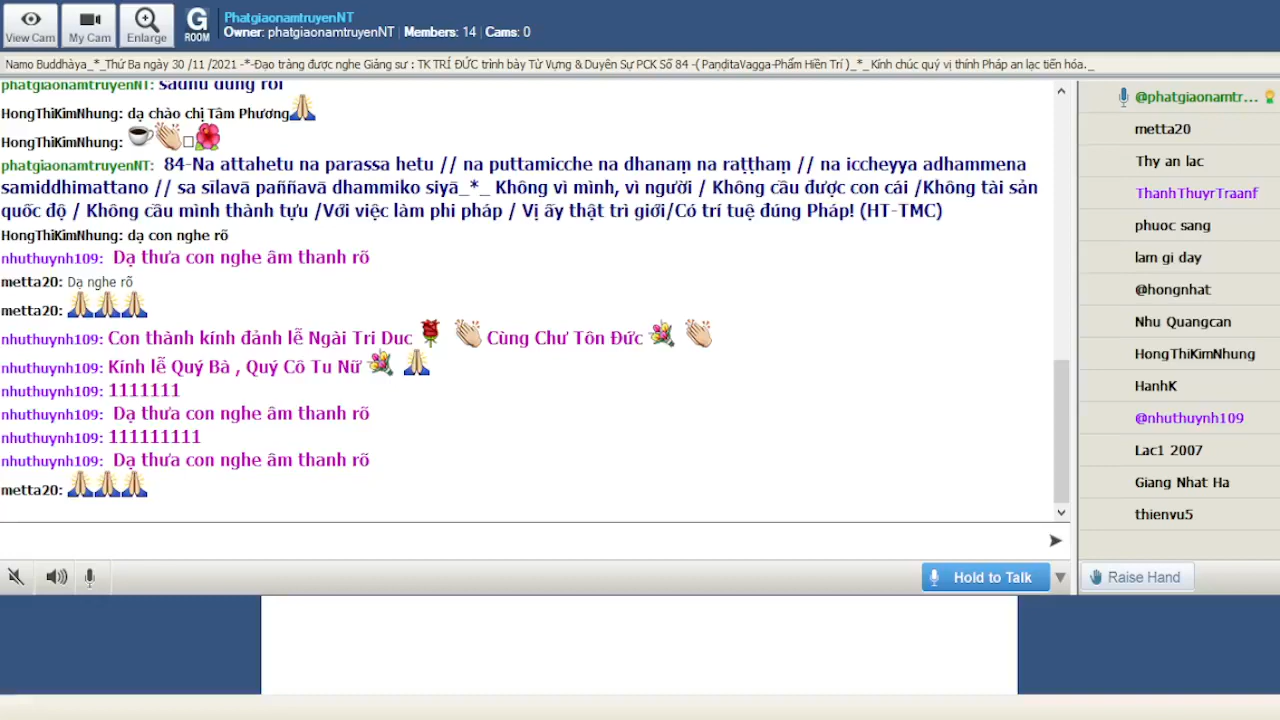 View Cam
My Cam
Enlarge
G
ROOM
PhatgiaonamtruyenNT
Owner: phatgiaonamtruyenNT | Members: 14 | Cams: 0
Namo Buddhàya_*_Thứ Ba ngày 30 /11 /2021 -*-Đạo tràng được nghe Giảng sư : TK TRÍ ĐỨC trình bày Từ Vựng & Duyên Sự PCK Số 84 -( PaṇḍitaVagga-Phẩm Hiền Trí )_*_ Kính chúc quý vị thính Pháp an lạc tiến hóa._
phatgiaonamtruyenNT: sadhu đúng rồi
HongThiKimNhung: dạ chào chị Tâm Phương
HongThiKimNhung:
phatgiaonamtruyenNT: 84-Na attahetu na parassa hetu // na puttamicche na dhanaṃ na raṭṭhaṃ // na iccheyya adhammena
samiddhimattano // sa sīlavā paññavā dhammiko siyā_*_ Không vì mình, vì người / Không cầu được con cái /Không tài sản
quốc độ / Không cầu mình thành tựu /Với việc làm phi pháp / Vị ấy thật trì giới/Có trí tuệ đúng Pháp! (HT-TMC)
HongThiKimNhung: dạ con nghe rõ
nhuthuynh109: Dạ thưa con nghe âm thanh rõ
metta20: Dạ nghe rõ
metta20:
nhuthuynh109: Con thành kính đảnh lễ Ngài Tri Duc Cùng Chư Tôn Đức
nhuthuynh109: Kính lễ Quý Bà , Quý Cô Tu Nữ
nhuthuynh109: 1111111
nhuthuynh109: Dạ thưa con nghe âm thanh rõ
nhuthuynh109: 111111111
nhuthuynh109: Dạ thưa con nghe âm thanh rõ
metta20:
@phatgiaonamtr...
metta20
Thy an lac
ThanhThuyrTraanf
phuoc sang
lam gi day
@hongnhat
Nhu Quangcan
HongThiKimNhung
HanhK
@nhuthuynh109
Lac1 2007
Giang Nhat Ha
thienvu5
Hold to Talk
Raise Hand